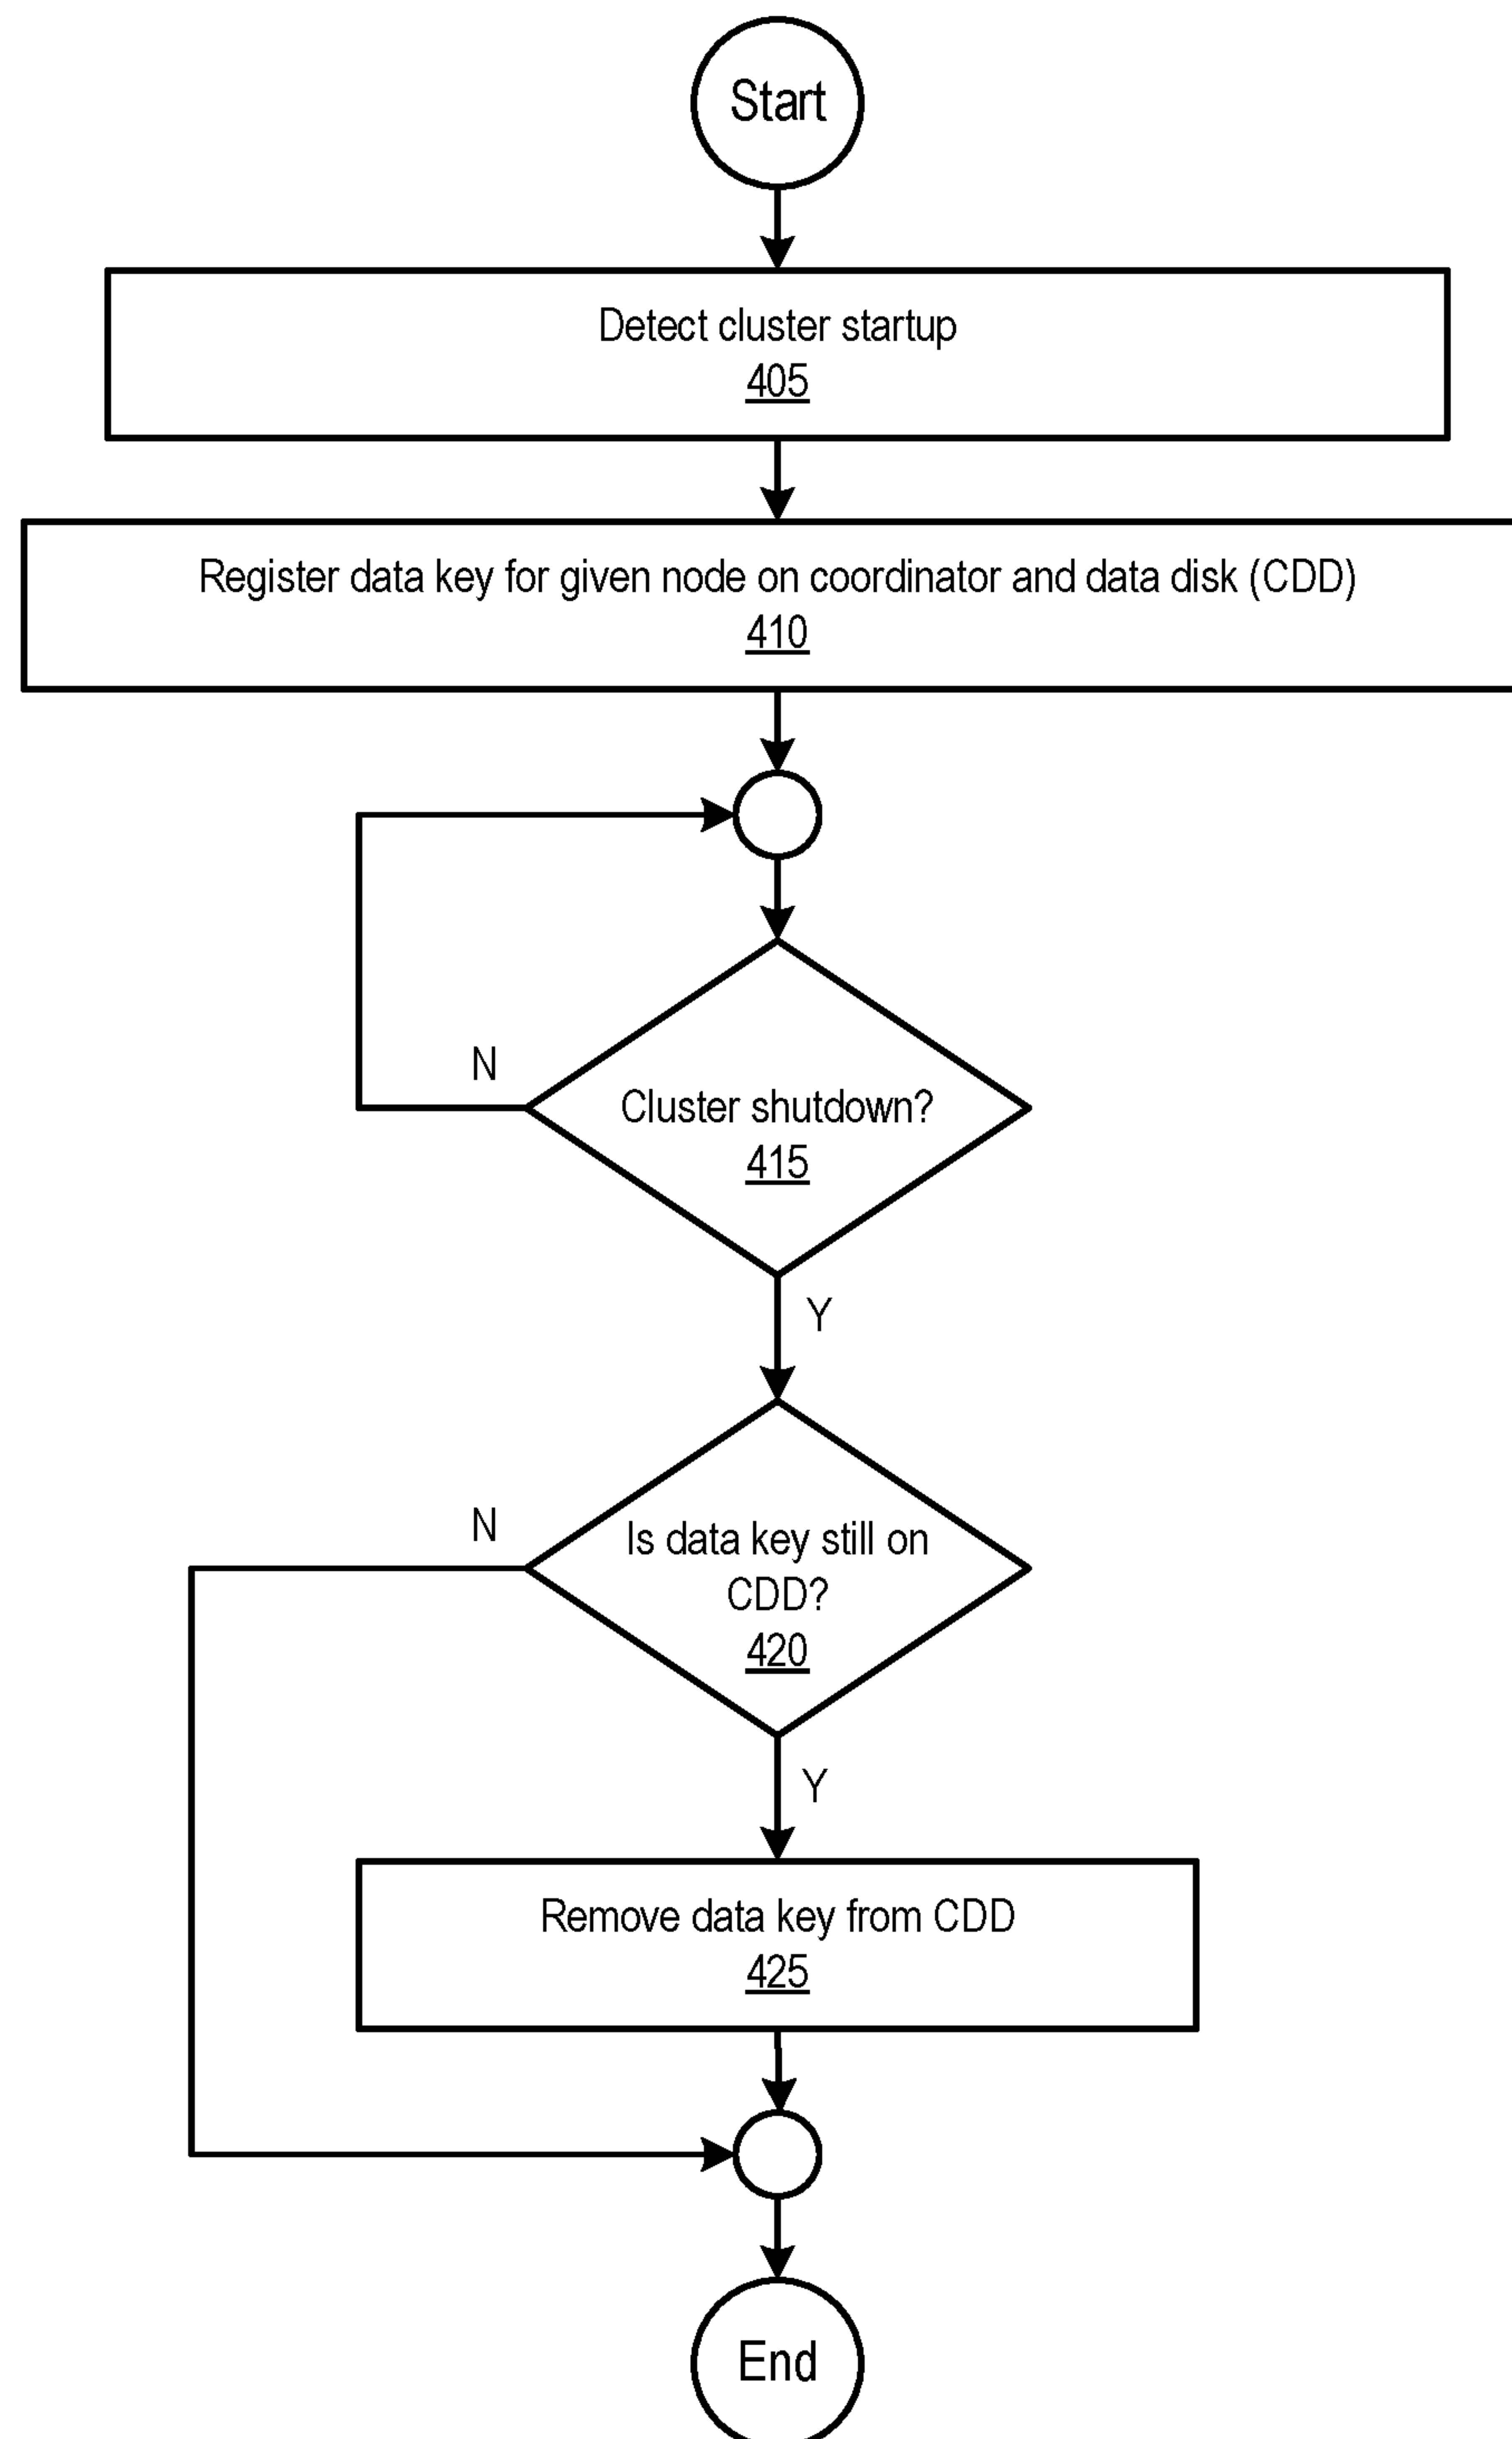 Start
Detect cluster startup
405
Register data key for given node on coordinator and data disk (CDD)
410
N
Cluster shutdown?
415
Y
N
Is data key still on
CDD?
420
Y
Remove data key from CDD
425
End